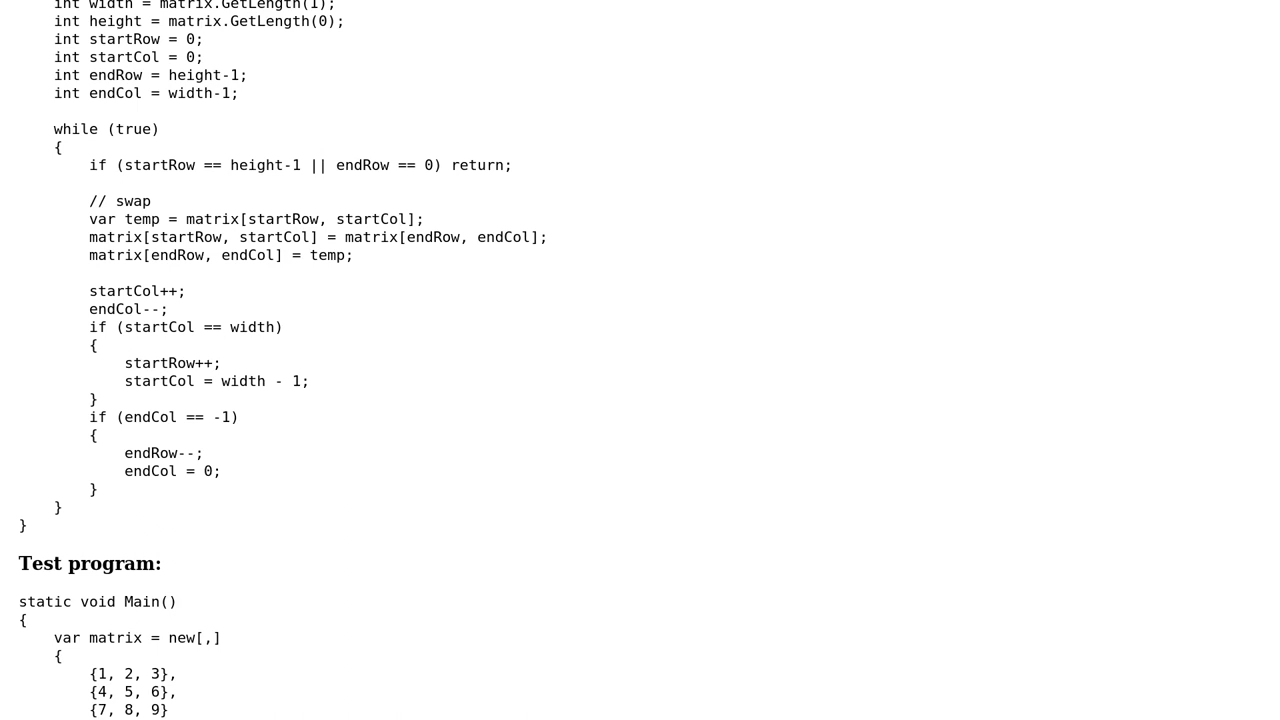 int width = matrix.GetLength(1);
int height = matrix.GetLength(0);
int startRow = 0;
int startCol = 0;
int endRow = height-1;
int endCol = width-1;
while (true)
{
if (startRow == height-1 || endRow == 0) return;
// swap
var temp = matrix[startRow, startCol];
matrix[startRow, startCol] = matrix[endRow, endCol];
matrix[endRow, endCol] = temp;
startCol++;
endCol--;
if (startCol == width)
{
startRow++;
startCol = width - 1;
}
if (endCol == -1)
{
endRow--;
endCol = 0;
}
}
}
Test program:
static void Main()
{
var matrix = new[,]
{
{1, 2, 3},
{4, 5, 6},
{7, 8, 9}